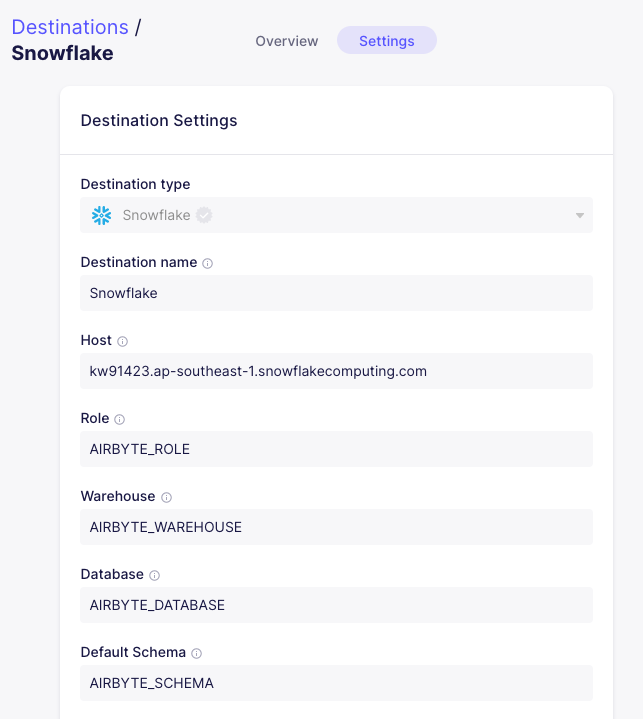 Destinations /
Snowflake
Overview
Settings
Destination Settings
Destination type
Snowflake
Destination name
Snowflake
Host
kw91423.ap-southeast-1.snowflakecomputing.com
Role
AIRBYTE_ROLE
Warehouse
AIRBYTE_WAREHOUSE
Database
AIRBYTE_DATABASE
Default Schema
AIRBYTE_SCHEMA